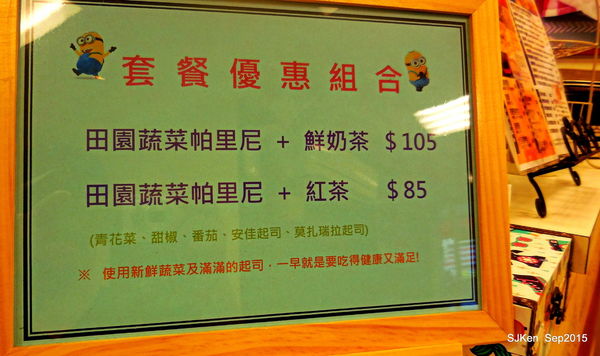 套餐優惠組合
田園蔬菜帕里尼 + 鮮奶茶 $105
田園蔬菜帕里尼 + 紅茶 $85
(青花菜、甜椒、番茄、安佳起司、莫扎瑞拉起司)
※ 使用新鮮蔬菜及滿滿的起司，一早就是要吃得健康又滿足!
SJKen Sep2015